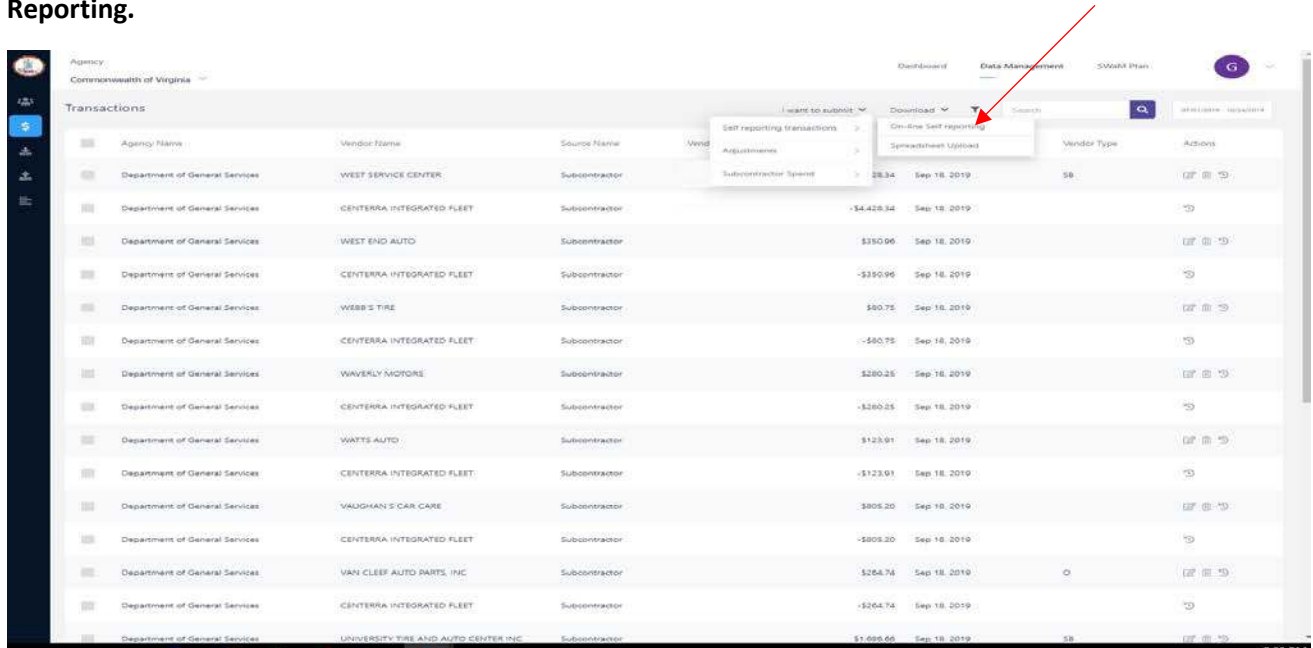 Reporting.
Agency
Commonwealth of Virginia
Dashboard Data Management SWaM Plan G
Transactions I want to submit Download Search
Self reporting transactions On-line Self reporting
Adjustments Spreadsheet Upload
Subcontractor Spend
Agency Name Vendor Name Source Name Vend Vendor Type Actions
Department of General Services WEST SERVICE CENTER Subcontractor 28.34 Sep 18, 2019 SB
Department of General Services CENTERRA INTEGRATED FLEET Subcontractor -$4,428.34 Sep 18, 2019
Department of General Services WEST END AUTO Subcontractor $350.96 Sep 18, 2019
Department of General Services CENTERRA INTEGRATED FLEET Subcontractor -$350.96 Sep 18, 2019
Department of General Services WEBB'S TIRE Subcontractor $80.75 Sep 18, 2019
Department of General Services CENTERRA INTEGRATED FLEET Subcontractor -$80.75 Sep 18, 2019
Department of General Services WAVERLY MOTORS Subcontractor $280.25 Sep 18, 2019
Department of General Services CENTERRA INTEGRATED FLEET Subcontractor -$280.25 Sep 18, 2019
Department of General Services WATTS AUTO Subcontractor $123.91 Sep 18, 2019
Department of General Services CENTERRA INTEGRATED FLEET Subcontractor -$123.91 Sep 18, 2019
Department of General Services VAUGHAN'S CAR CARE Subcontractor $805.20 Sep 18, 2019
Department of General Services CENTERRA INTEGRATED FLEET Subcontractor -$805.20 Sep 18, 2019
Department of General Services VAN CLEEF AUTO PARTS, INC Subcontractor $264.74 Sep 18, 2019 O
Department of General Services CENTERRA INTEGRATED FLEET Subcontractor -$264.74 Sep 18, 2019
Department of General Services UNIVERSITY TIRE AND AUTO CENTER INC Subcontractor $1,696.66 Sep 18, 2019 SB